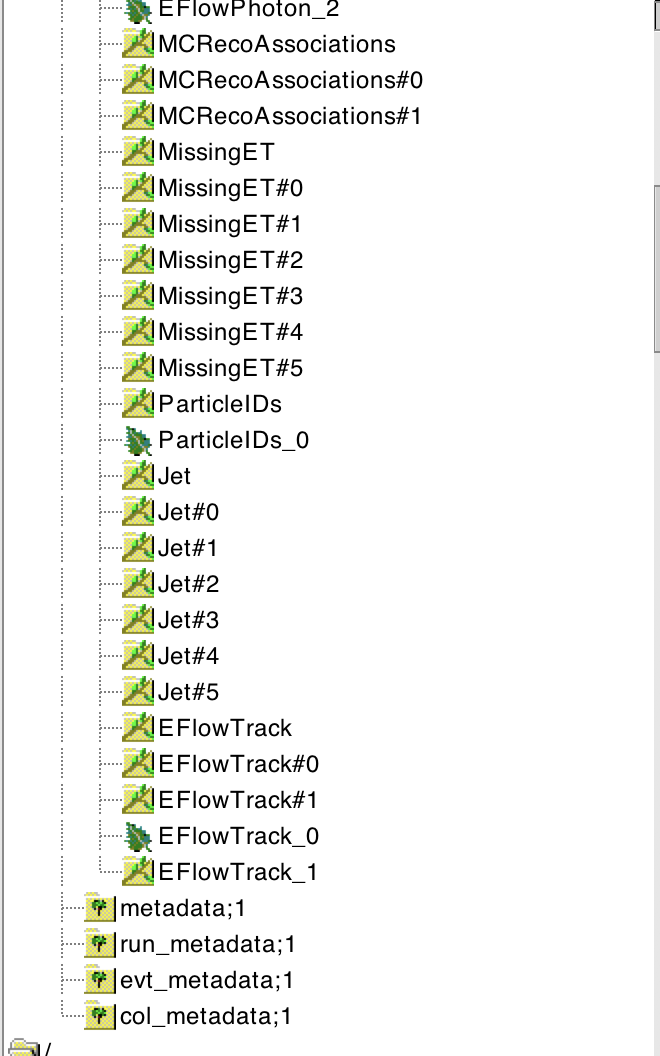 EFlowPhoton_2
MCRecoAssociations
MCRecoAssociations#0
MCRecoAssociations#1
MissingET
MissingET#0
MissingET#1
MissingET#2
MissingET#3
MissingET#4
MissingET#5
ParticleIDs
ParticleIDs_0
Jet
Jet#0
Jet#1
Jet#2
Jet#3
Jet#4
Jet#5
EFlowTrack
EFlowTrack#0
EFlowTrack#1
EFlowTrack_0
EFlowTrack_1
metadata;1
run_metadata;1
evt_metadata;1
col_metadata;1
/